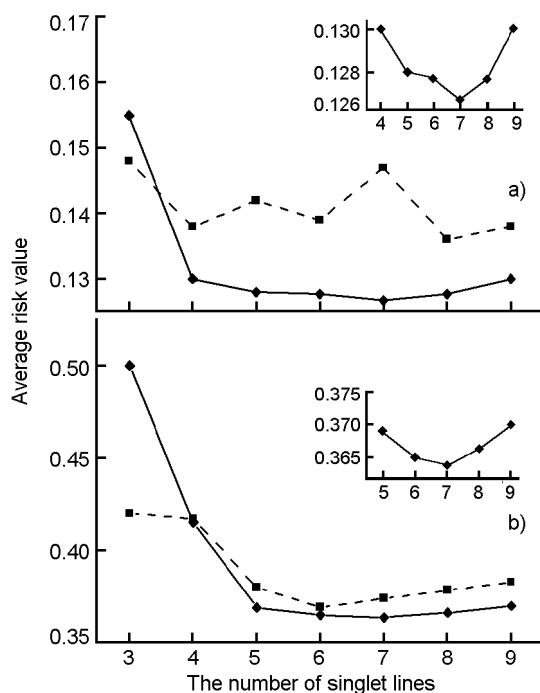 0.17
0.16
0.15
0.14
0.13
0.130
0.128
0.126
4 5 6 7 8 9
a)
Average risk value
0.50
0.45
0.40
0.35
0.375
0.370
0.365
5 6 7 8 9
b)
3 4 5 6 7 8 9
The number of singlet lines